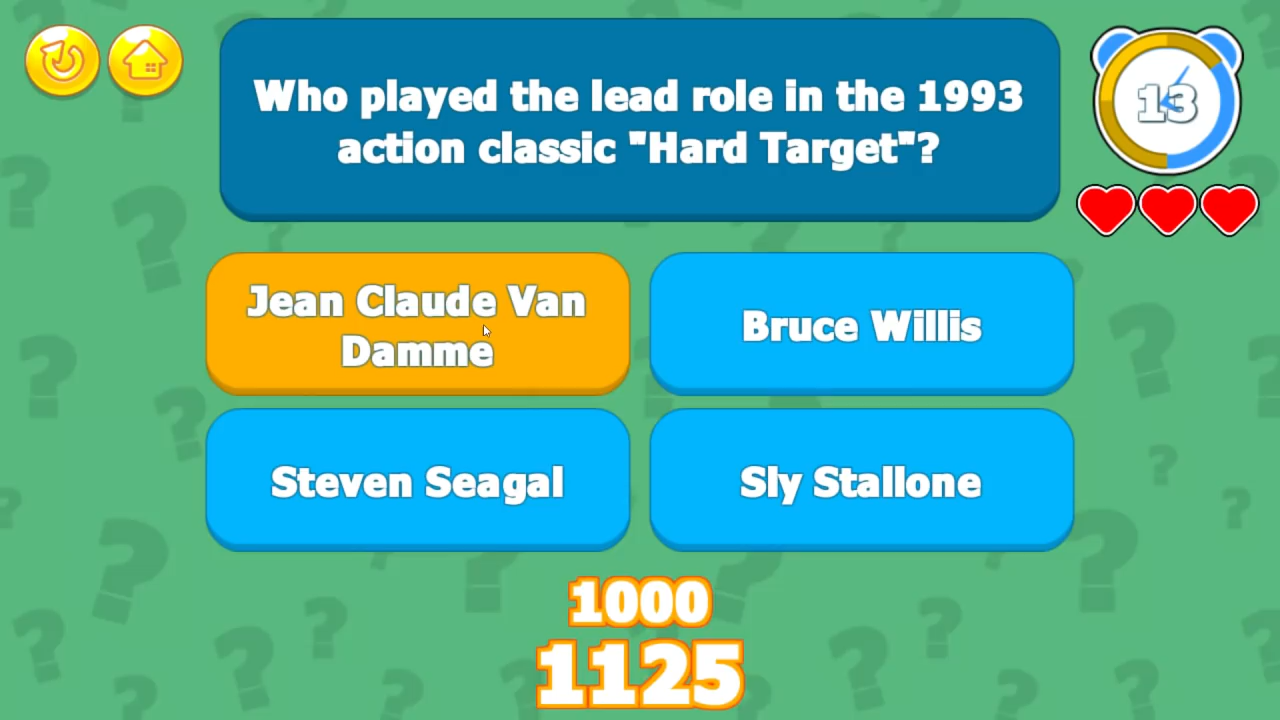 Who played the lead role in the 1993
action classic "Hard Target"?
13
Jean Claude Van
Damme
Bruce Willis
Steven Seagal
Sly Stallone
1000
1125